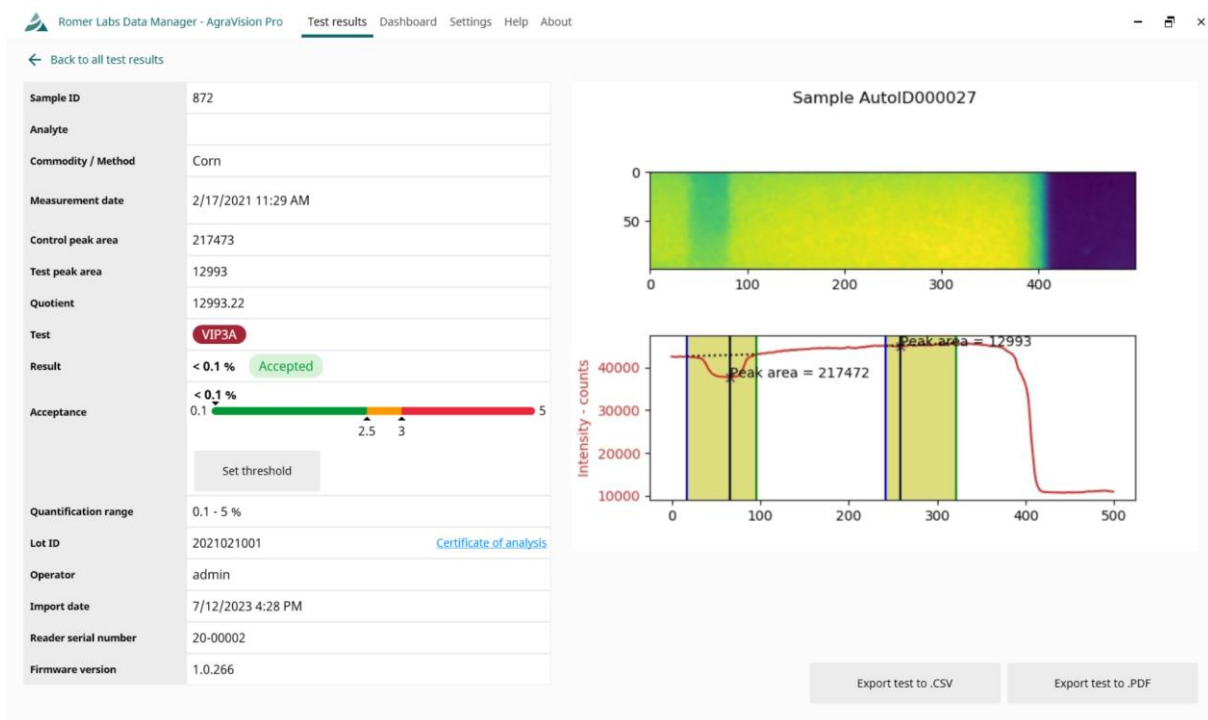 Romer Labs Data Manager - AgraVision Pro Test results Dashboard Settings Help About
Back to all test results
Sample ID 872
Analyte
Commodity / Method Corn
Measurement date 2/17/2021 11:29 AM
Control peak area 217473
Test peak area 12993
Quotient 12993.22
Test VIP3A
Result < 0.1 % Accepted
Acceptance
< 0.1 %
0.1 5
2.5 3
Set threshold
Quantification range 0.1 - 5 %
Lot ID 2021021001 Certificate of analysis
Operator admin
Import date 7/12/2023 4:28 PM
Reader serial number 20-00002
Firmware version 1.0.266
Sample AutoID000027
0
50
0 100 200 300 400
Peak area = 12993
Peak area = 217472
Intensity - counts
40000
30000
20000
10000
0 100 200 300 400 500
Export test to .CSV Export test to .PDF